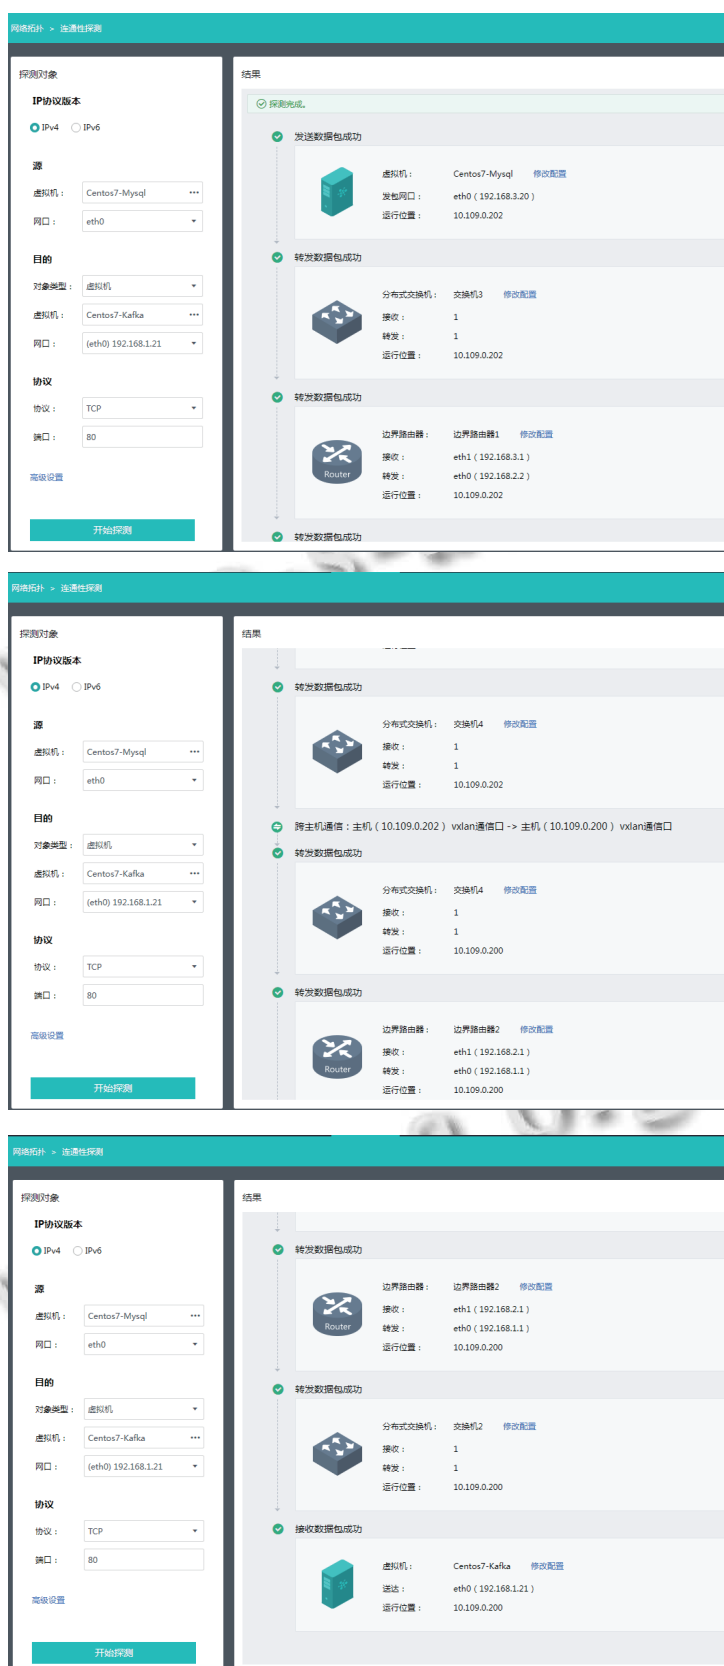 网络拓扑 > 连通性探测
探测对象
IP协议版本
IPv4 IPv6
源
虚拟机： Centos7-Mysql ...
网口： eth0
目的
对象类型： 虚拟机
虚拟机： Centos7-Kafka ...
网口： (eth0) 192.168.1.21
协议
协议： TCP
端口： 80
高级设置
开始探测
结果
探测完成。
发送数据包成功
虚拟机： Centos7-Mysql 修改配置
发包网口： eth0 ( 192.168.3.20 )
运行位置： 10.109.0.202
转发数据包成功
分布式交换机： 交换机3 修改配置
接收： 1
转发： 1
运行位置： 10.109.0.202
转发数据包成功
Router
边界路由器： 边界路由器1 修改配置
接收： eth1 ( 192.168.3.1 )
转发： eth0 ( 192.168.2.2 )
运行位置： 10.109.0.202
转发数据包成功
网络拓扑 > 连通性探测
探测对象
IP协议版本
IPv4 IPv6
源
虚拟机： Centos7-Mysql ...
网口： eth0
目的
对象类型： 虚拟机
虚拟机： Centos7-Kafka ...
网口： (eth0) 192.168.1.21
协议
协议： TCP
端口： 80
高级设置
开始探测
结果
转发数据包成功
分布式交换机： 交换机4 修改配置
接收： 1
转发： 1
运行位置： 10.109.0.202
跨主机通信：主机 ( 10.109.0.202 ) vxlan通信口 -> 主机 ( 10.109.0.200 ) vxlan通信口
转发数据包成功
分布式交换机： 交换机4 修改配置
接收： 1
转发： 1
运行位置： 10.109.0.200
转发数据包成功
Router
边界路由器： 边界路由器2 修改配置
接收： eth1 ( 192.168.2.1 )
转发： eth0 ( 192.168.1.1 )
运行位置： 10.109.0.200
网络拓扑 > 连通性探测
探测对象
IP协议版本
IPv4 IPv6
源
虚拟机： Centos7-Mysql ...
网口： eth0
目的
对象类型： 虚拟机
虚拟机： Centos7-Kafka ...
网口： (eth0) 192.168.1.21
协议
协议： TCP
端口： 80
高级设置
开始探测
结果
转发数据包成功
Router
边界路由器： 边界路由器2 修改配置
接收： eth1 ( 192.168.2.1 )
转发： eth0 ( 192.168.1.1 )
运行位置： 10.109.0.200
转发数据包成功
分布式交换机： 交换机2 修改配置
接收： 1
转发： 1
运行位置： 10.109.0.200
接收数据包成功
虚拟机： Centos7-Kafka 修改配置
送达： eth0 ( 192.168.1.21 )
运行位置： 10.109.0.200